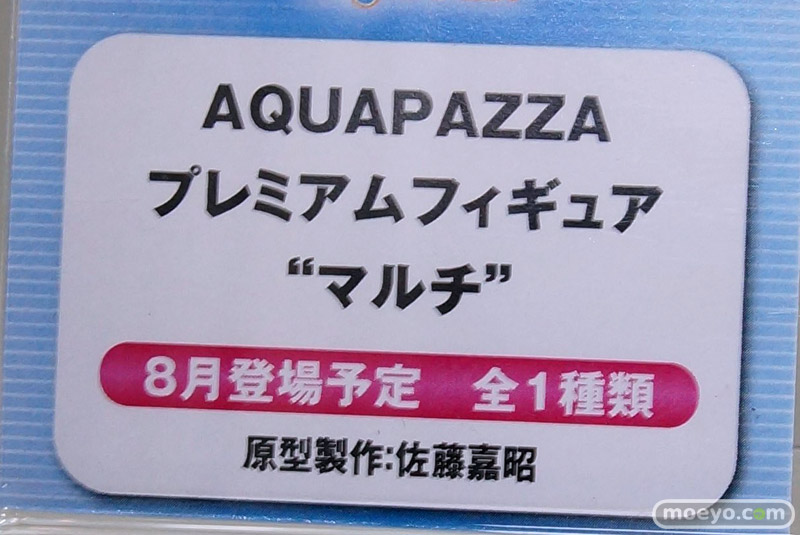 AQUAPAZZA
プレミアムフィギュア
“マルチ”
8月登場予定　全1種類
原型製作:佐藤嘉昭
moeyo.com